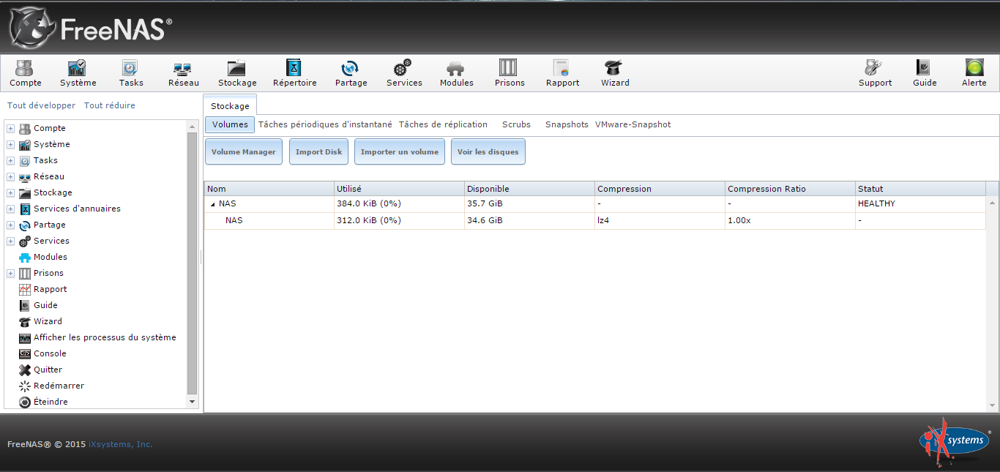 FreeNAS®
Compte Système Tasks Réseau Stockage Répertoire Partage Services Modules Prisons Rapport Wizard Support Guide Alerte
Tout développer Tout réduire
Compte
Système
Tasks
Réseau
Stockage
Services d'annuaires
Partage
Services
Modules
Prisons
Rapport
Guide
Wizard
Afficher les processus du système
Console
Quitter
Redémarrer
Éteindre
Stockage
Volumes Tâches périodiques d'instantané Tâches de réplication Scrubs Snapshots VMware-Snapshot
Volume Manager Import Disk Importer un volume Voir les disques
Nom Utilisé Disponible Compression Compression Ratio Statut
NAS 384.0 KiB (0%) 35.7 GiB - - HEALTHY
NAS 312.0 KiB (0%) 34.6 GiB lz4 1.00x -
FreeNAS® © 2015 iXsystems, Inc.
iXsystems®